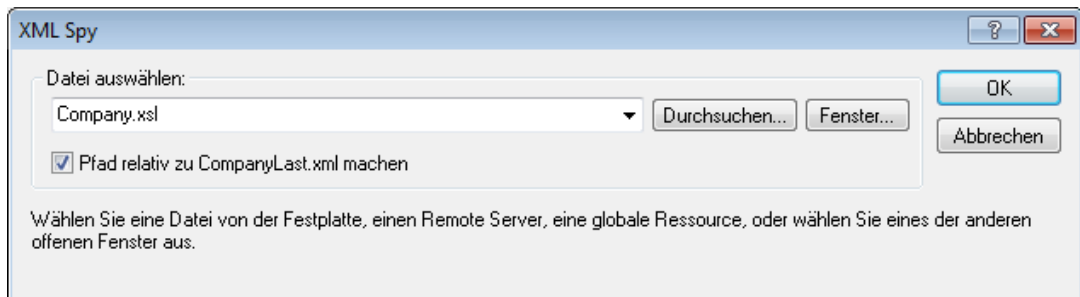 XML Spy
Datei auswählen:
OK
Company.xsl
Durchsuchen...
Fenster...
Abbrechen
Pfad relativ zu CompanyLast.xml machen
Wählen Sie eine Datei von der Festplatte, einen Remote Server, eine globale Ressource, oder wählen Sie eines der anderen
offenen Fenster aus.